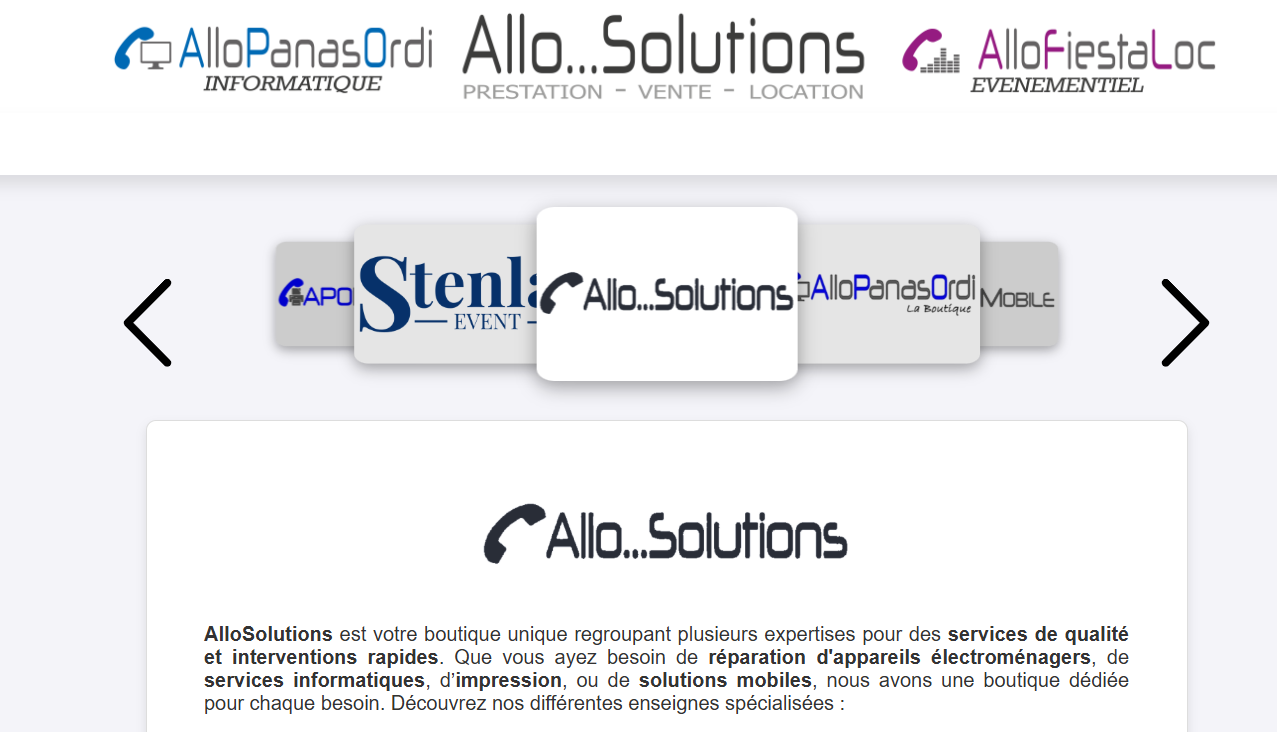 AlloPanasOrdi
INFORMATIQUE
Allo...Solutions
PRESTATION - VENTE - LOCATION
AlloFiestaLoc
EVENEMENTIEL
APO
Stenla
EVENT
Allo...Solutions
AlloPanasOrdi
La Boutique
Mobile
Allo...Solutions
AlloSolutions est votre boutique unique regroupant plusieurs expertises pour des services de qualité
et interventions rapides. Que vous ayez besoin de réparation d'appareils électroménagers, de
services informatiques, d’impression, ou de solutions mobiles, nous avons une boutique dédiée
pour chaque besoin. Découvrez nos différentes enseignes spécialisées :